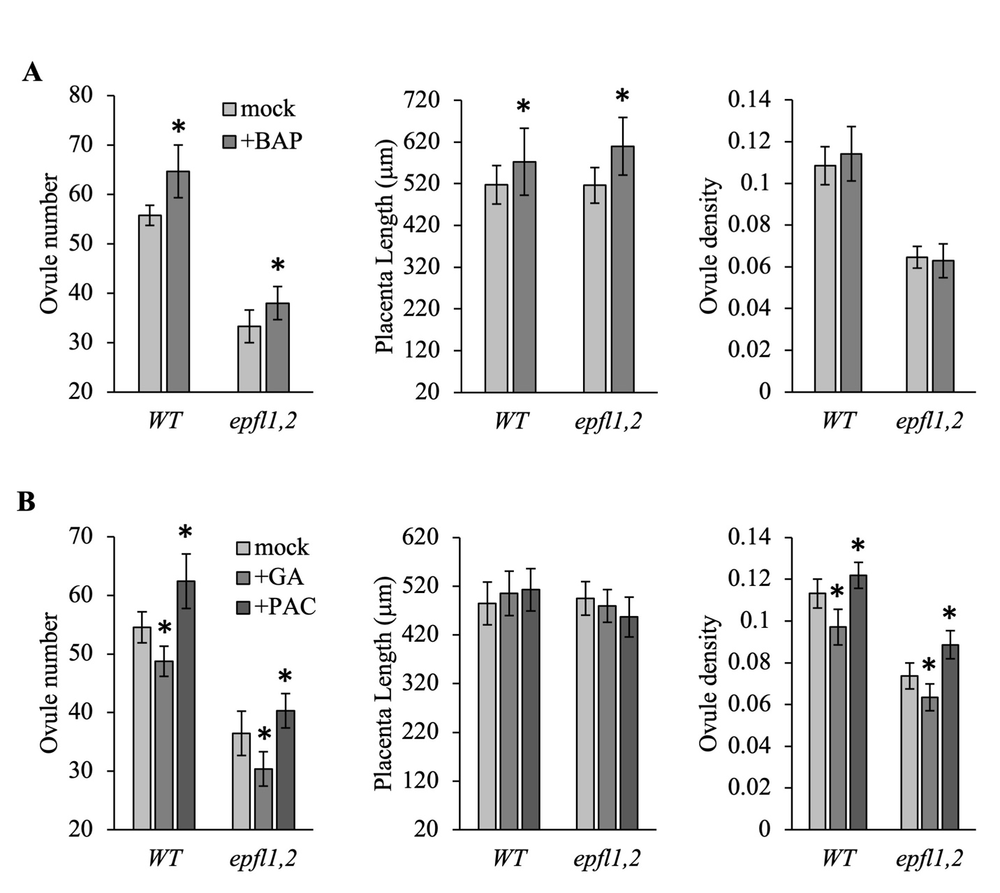 A
Ovule number
80
70
60
50
40
30
20
mock
+BAP
*
*
WT
epfl1,2
Placenta Length (µm)
720
620
520
420
320
220
120
20
*
*
WT
epfl1,2
Ovule density
0.14
0.12
0.1
0.08
0.06
0.04
0.02
0
WT
epfl1,2
B
Ovule number
70
60
50
40
30
20
mock
+GA
+PAC
*
*
*
*
WT
epfl1,2
Placenta Length (µm)
620
520
420
320
220
120
20
WT
epfl1,2
Ovule density
0.14
0.12
0.1
0.08
0.06
0.04
0.02
0
*
*
*
*
WT
epfl1,2